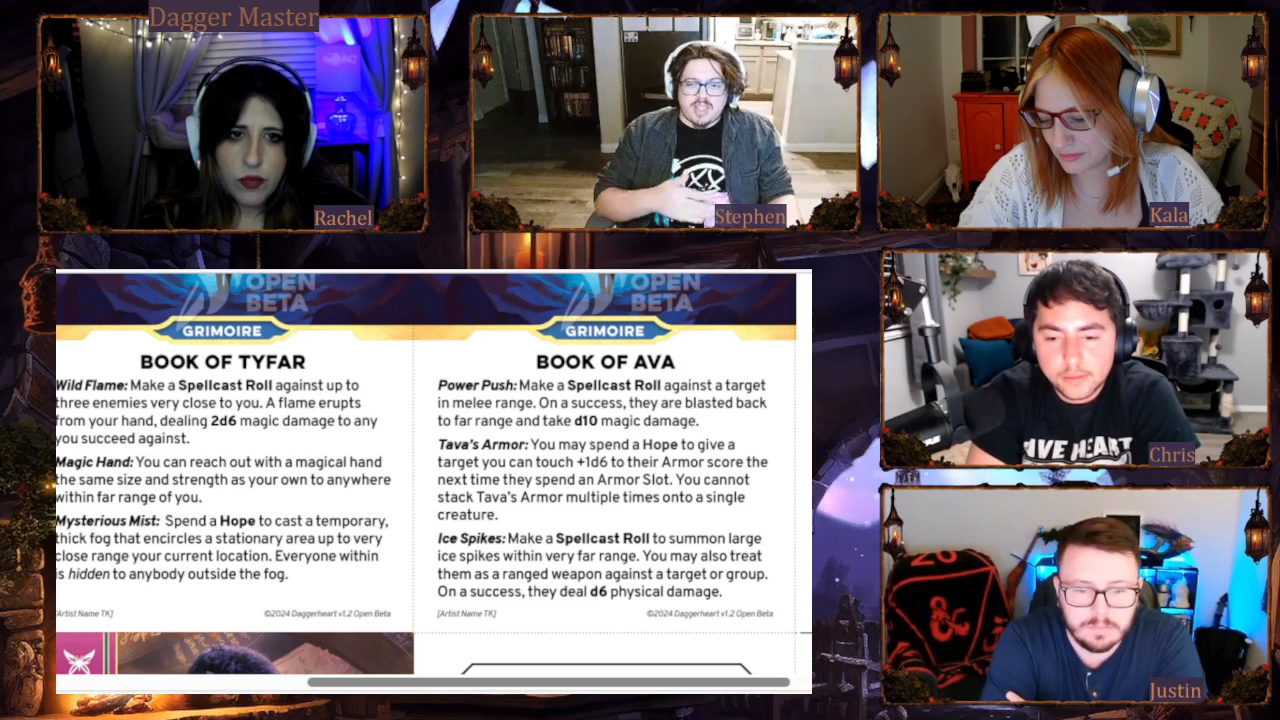 Dagger Master
Rachel
Stephen
Kala
OPEN
BETA
GRIMOIRE
BOOK OF TYFAR
Wild Flame: Make a Spellcast Roll against up to
three enemies very close to you. A flame erupts
from your hand, dealing 2d6 magic damage to any
you succeed against.
Magic Hand: You can reach out with a magical hand
the same size and strength as your own to anywhere
within far range of you.
Mysterious Mist: Spend a Hope to cast a temporary,
thick fog that encircles a stationary area up to very
close range your current location. Everyone within
is hidden to anybody outside the fog.
[Artist Name TK]
©2024 Daggerheart v1.2 Open Beta
OPEN
BETA
GRIMOIRE
BOOK OF AVA
Power Push: Make a Spellcast Roll against a target
in melee range. On a success, they are blasted back
to far range and take d10 magic damage.
Tava's Armor: You may spend a Hope to give a
target you can touch +1d6 to their Armor score the
next time they spend an Armor Slot. You cannot
stack Tava's Armor multiple times onto a single
creature.
Ice Spikes: Make a Spellcast Roll to summon large
ice spikes within very far range. You may also treat
them as a ranged weapon against a target or group.
On a success, they deal d6 physical damage.
[Artist Name TK]
©2024 Daggerheart v1.2 Open Beta
HEART
Chris
20
&
Justin